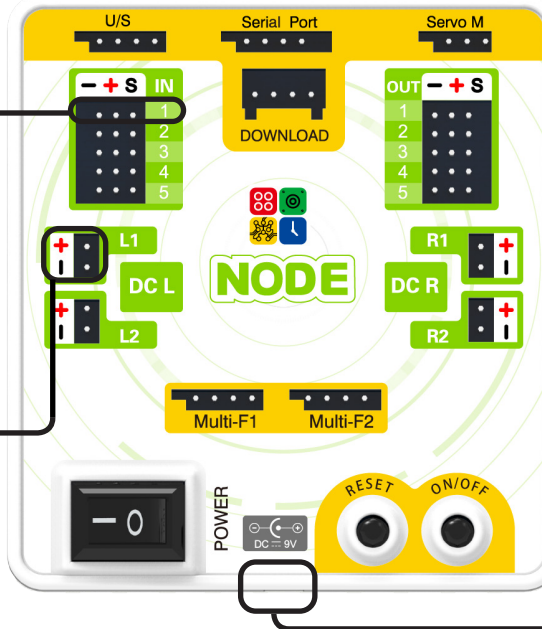 U/S
Serial Port
Servo M
− + S IN
1
2
3
4
5
DOWNLOAD
OUT − + S
1
2
3
4
5
+
−
L1
DC L
+
−
L2
NODE
R1
+
−
DC R
R2
+
−
Multi-F1
Multi-F2
− 0
POWER
DC ⎓ 9V
RESET
ON/OFF